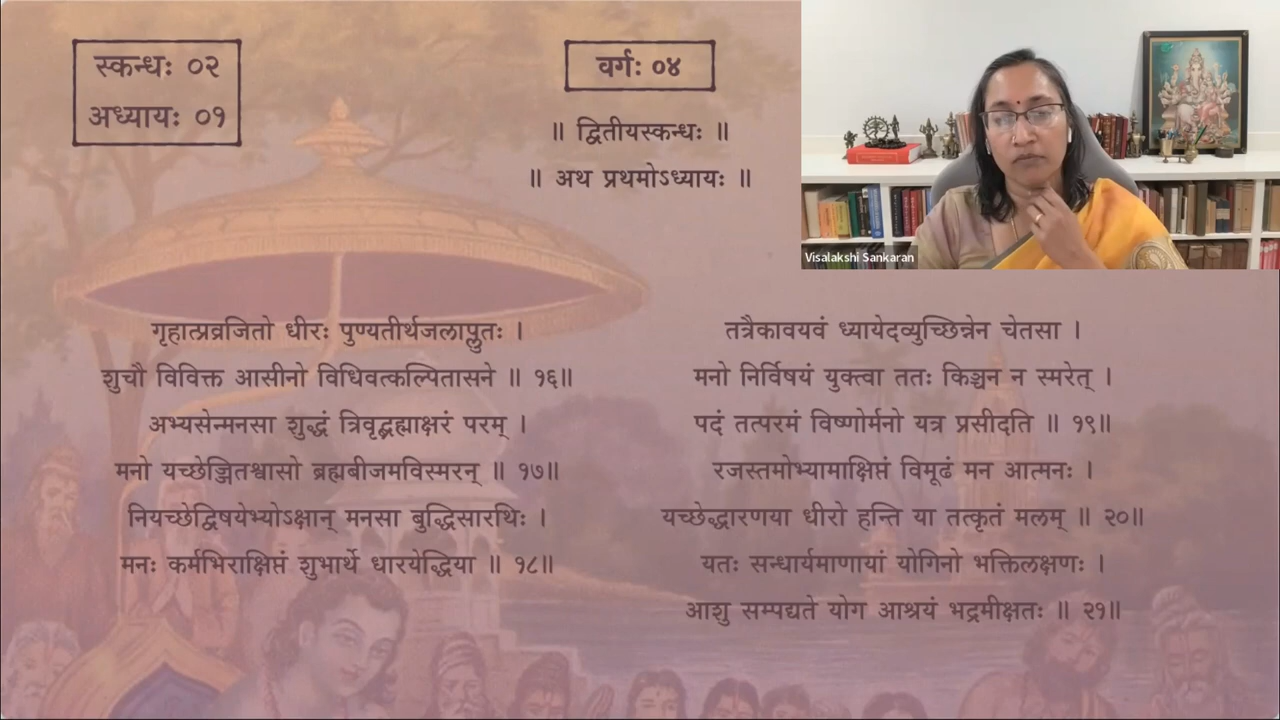 स्कन्धः ०२
अध्यायः ०१
वर्गः ०४
॥ द्वितीयस्कन्धः ॥
॥ अथ प्रथमोऽध्यायः ॥
Visalakshi Sankaran
गृहात्प्रव्रजितो धीरः पुण्यतीर्थजलाप्लुतः ।
शुचौ विविक्त आसीनो विधिवत्कल्पितासने ॥ १६॥
अभ्यसेन्मनसा शुद्धं त्रिवृद्ब्रह्माक्षरं परम् ।
मनो यच्छेज्जितश्वासो ब्रह्मबीजमविस्मरन् ॥ १७॥
नियच्छेद्विषयेभ्योऽक्षान् मनसा बुद्धिसारथिः ।
मनः कर्मभिराक्षिप्तं शुभार्थे धारयेद्धिया ॥ १८॥
तत्रैकावयवं ध्यायेदव्युच्छिन्नेन चेतसा ।
मनो निर्विषयं युक्त्वा ततः किञ्चन न स्मरेत् ।
पदं तत्परमं विष्णोर्मनो यत्र प्रसीदति ॥ १९॥
रजस्तमोभ्यामाक्षिप्तं विमूढं मन आत्मनः ।
यच्छेद्धारणया धीरो हन्ति या तत्कृतं मलम् ॥ २०॥
यतः सन्धार्यमाणायां योगिनो भक्तिलक्षणः ।
आशु सम्पद्यते योग आश्रयं भद्रमीक्षतः ॥ २१॥